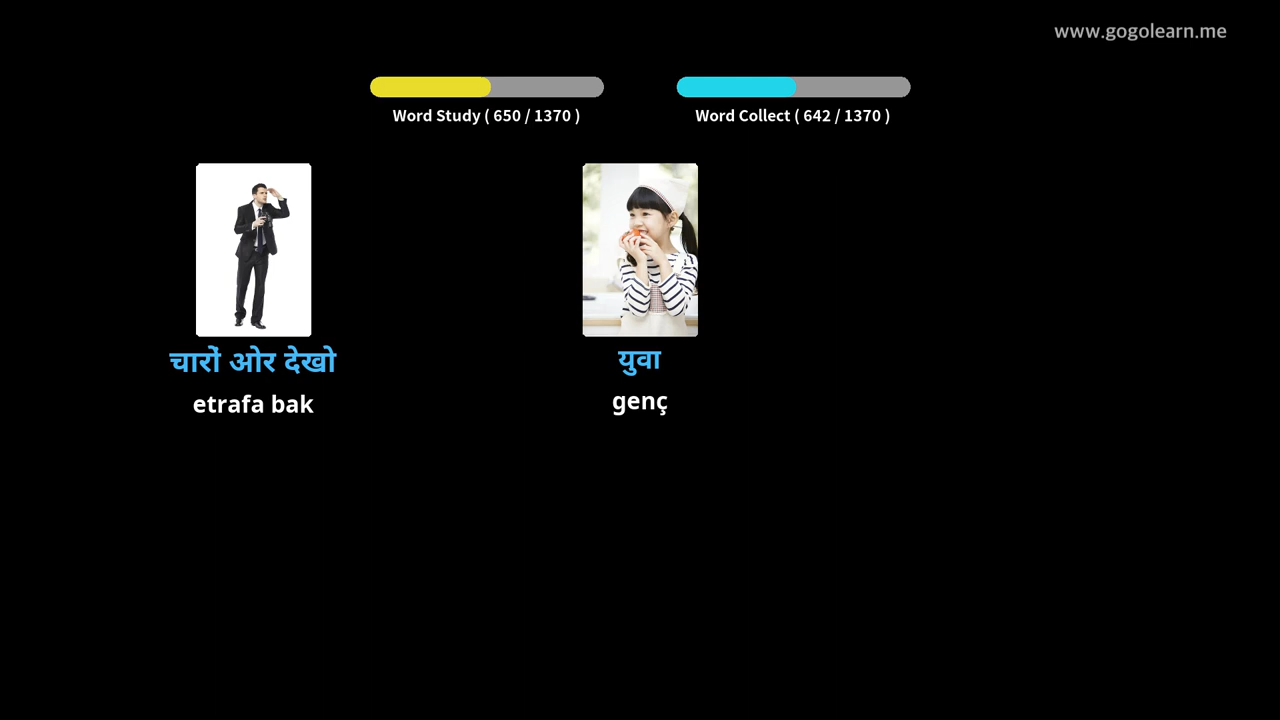 www.gogolearn.me
Word Study ( 650 / 1370 )
Word Collect ( 642 / 1370 )
चारों ओर देखो
etrafa bak
युवा
genç